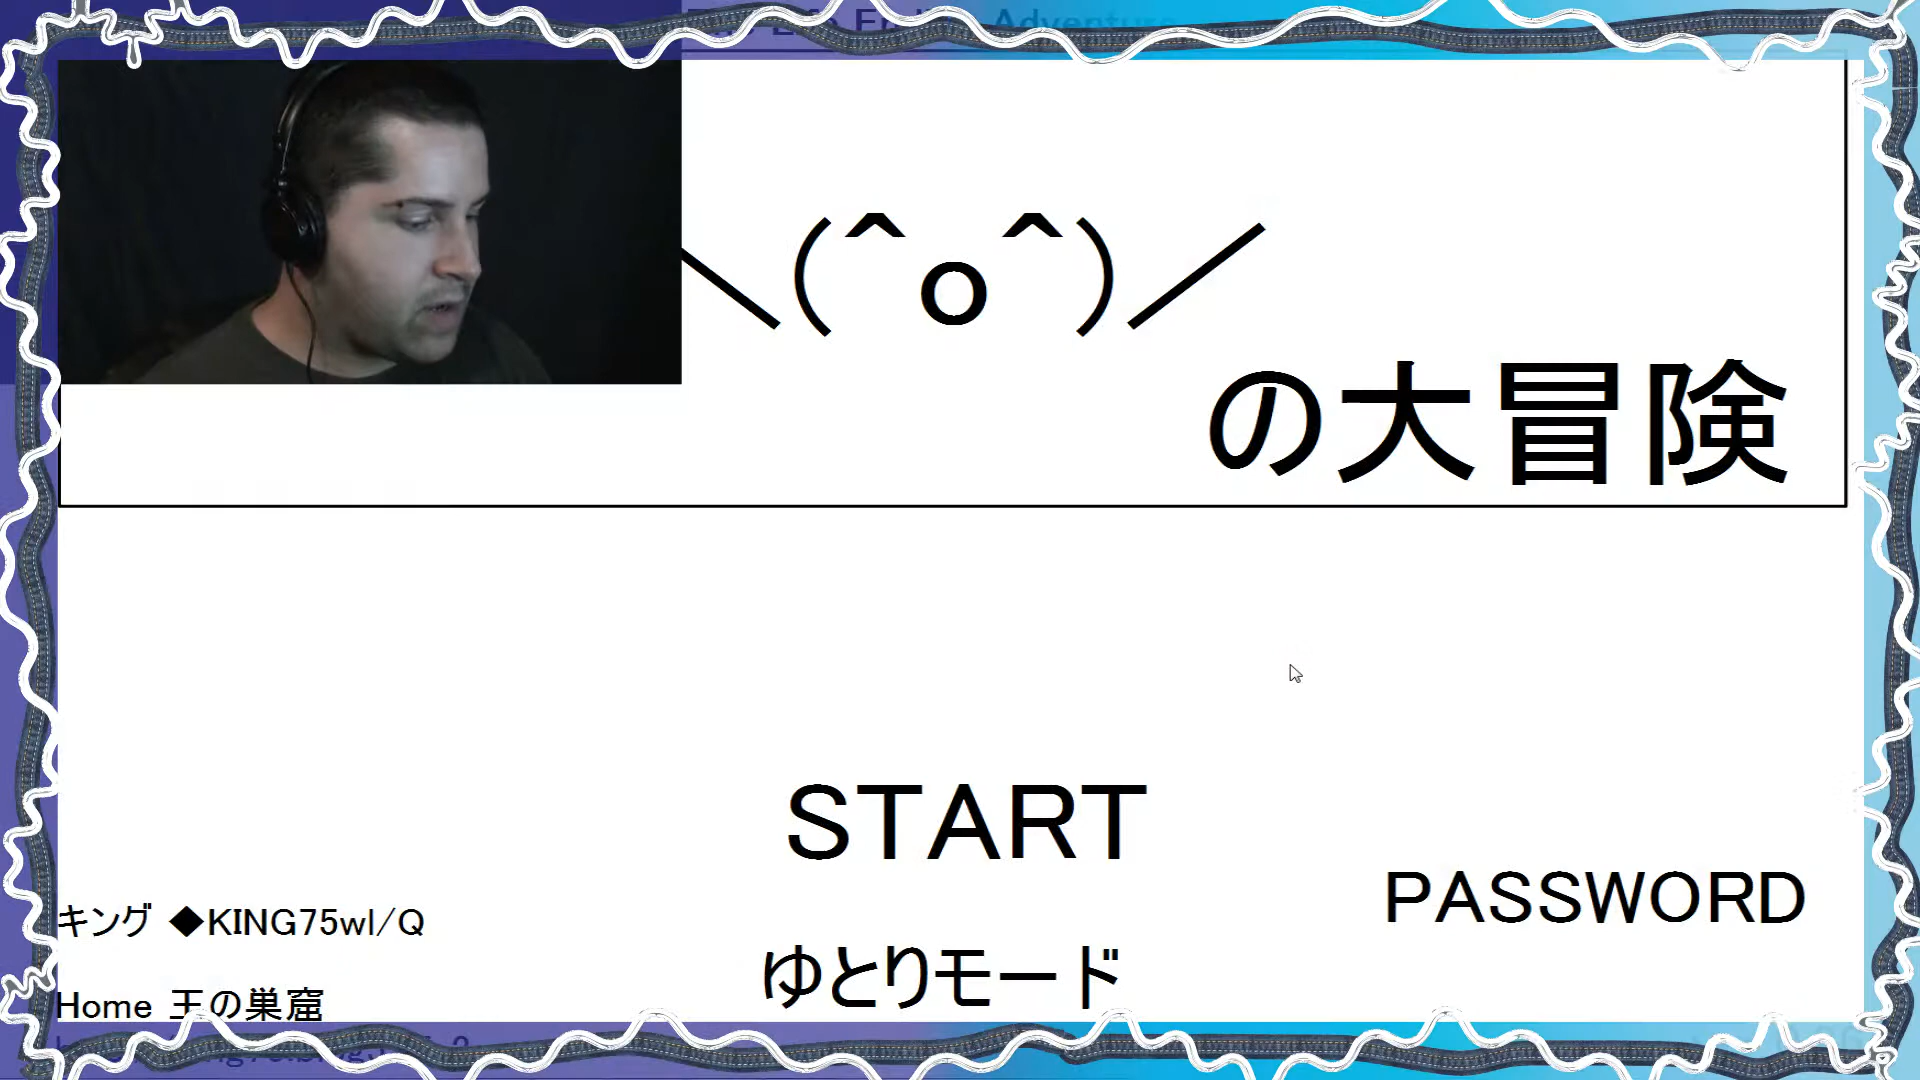 Adventure
＼(^o^)／
の大冒険
START
PASSWORD
キング ◆KING75wl/Q
ゆとりモード
Home 王の巣窟